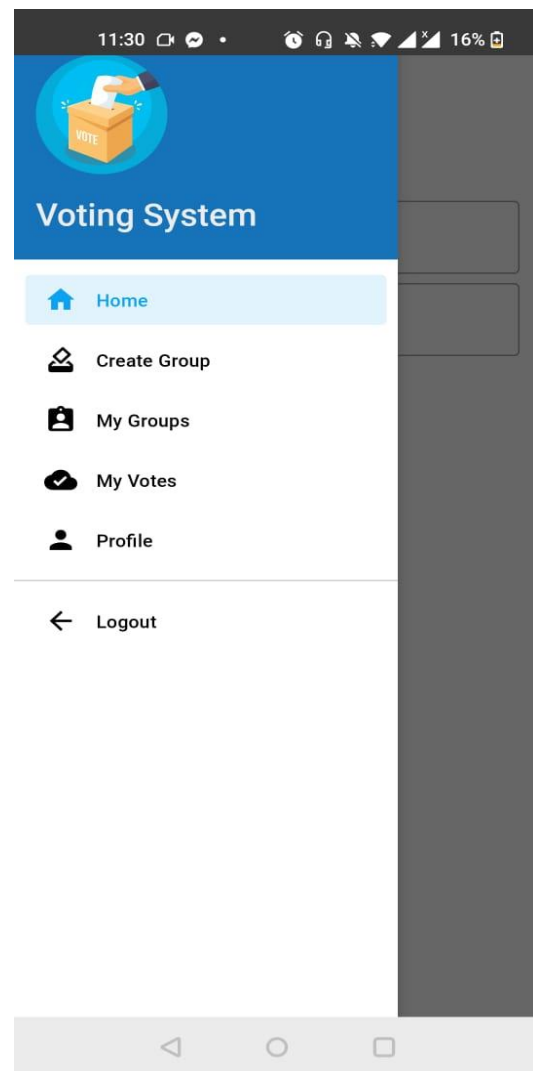 11:30
16%
VOTE
Voting System
Home
Create Group
My Groups
My Votes
Profile
Logout